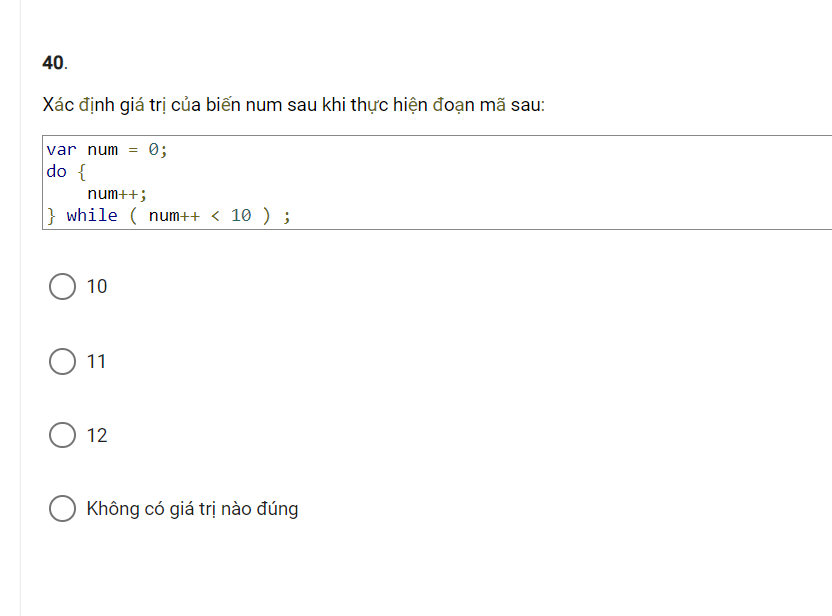 40.
Xác định giá trị của biến num sau khi thực hiện đoạn mã sau:
var num = 0;
do {
    num++;
} while ( num++ < 10 ) ;
10
11
12
Không có giá trị nào đúng